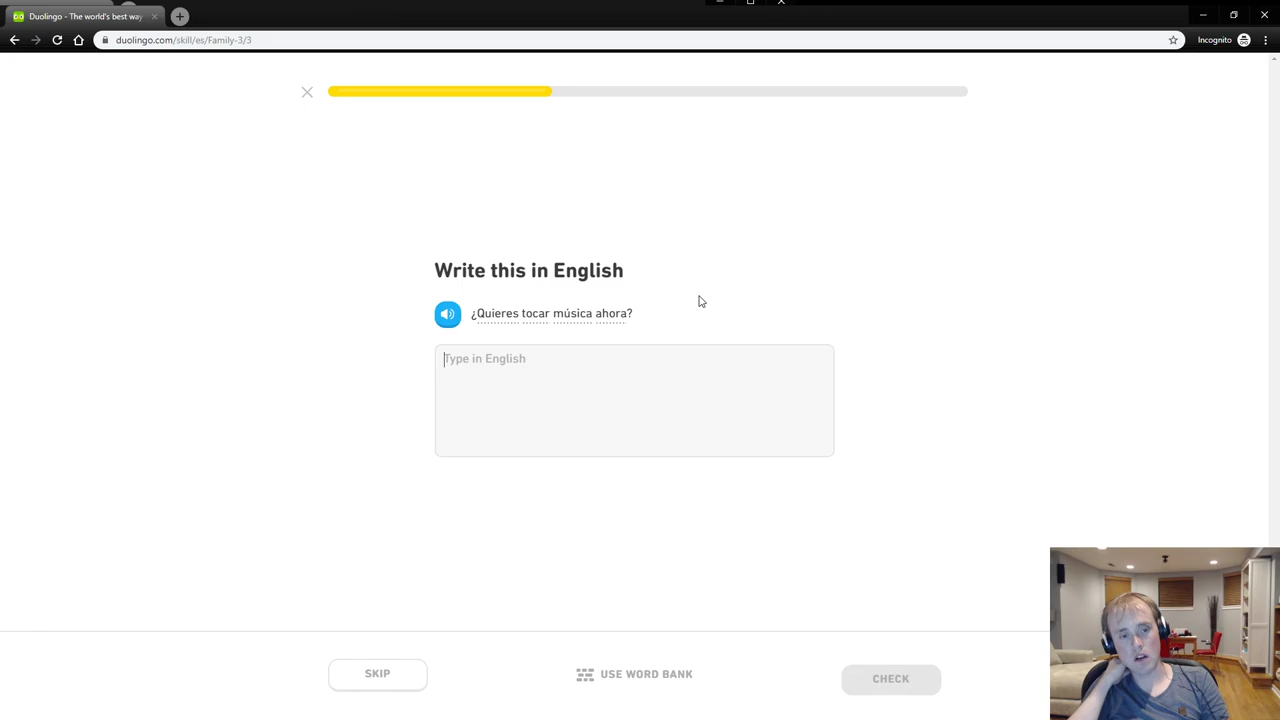 Duolingo - The world's best way
duolingo.com/skill/es/Family-3/3
Incognito
Write this in English
¿Quieres tocar música ahora?
Type in English
SKIP
USE WORD BANK
CHECK